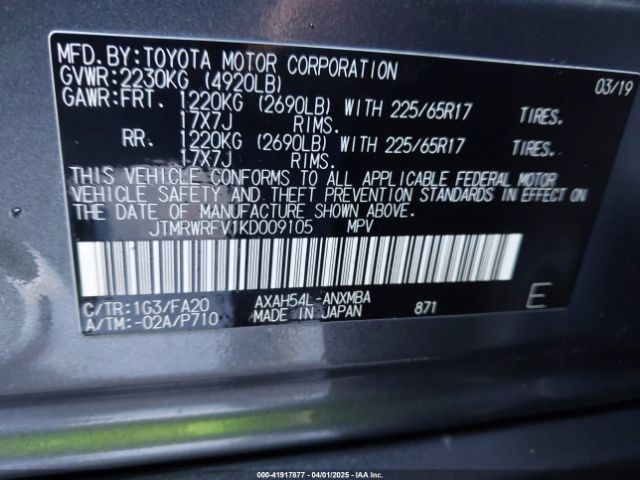 MFD.BY:TOYOTA MOTOR CORPORATION 03/19
GVWR:2230KG (4920LB)
GAWR:FRT. 1220KG (2690LB) WITH 225/65R17 TIRES.
17X7J RIMS.
RR. 1220KG (2690LB) WITH 225/65R17 TIRES.
17X7J RIMS.
THIS VEHICLE CONFORMS TO ALL APPLICABLE FEDERAL MOTOR
VEHICLE SAFETY AND THEFT PREVENTION STANDARDS IN EFFECT ON
THE DATE OF MANUFACTURE SHOWN ABOVE.
JTMRWRFV1KD009105 MPV
C/TR:1G3/FA20 AXAH54L-ANXMBA
A/TM:-02A/P710 MADE IN JAPAN 871 E
000-41917877 - 04/01/2025 - IAA Inc.